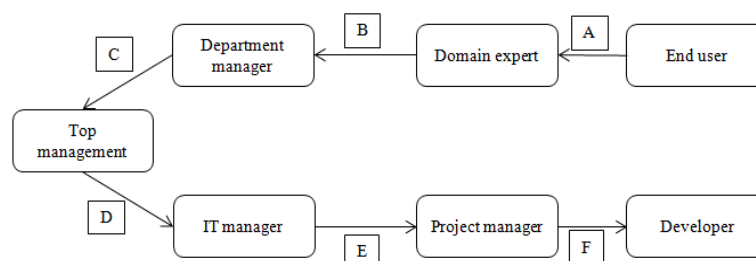 C
Department
manager
B
Domain expert
A
End user
Top
management
D
IT manager
E
Project manager
F
Developer